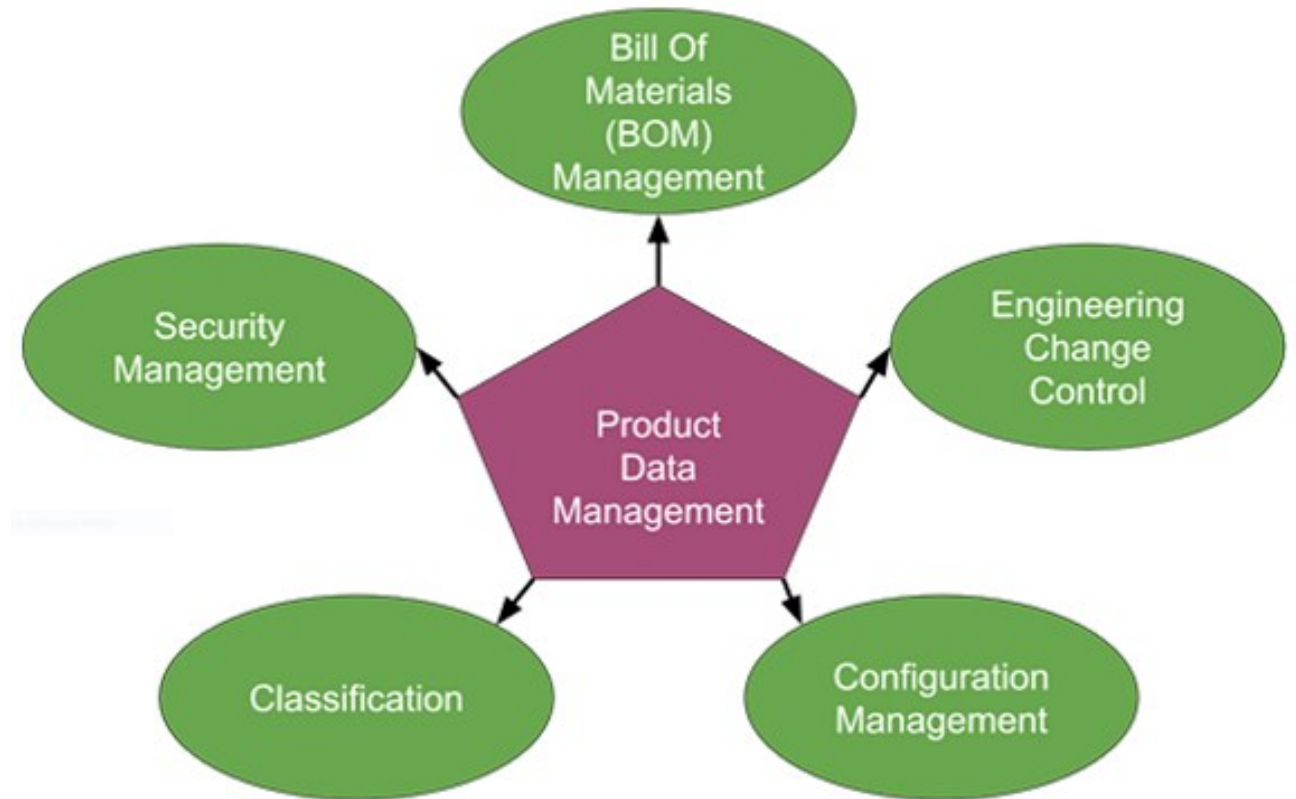 Bill Of
Materials
(BOM)
Management
Security
Management
Engineering
Change
Control
Product
Data
Management
Classification
Configuration
Management